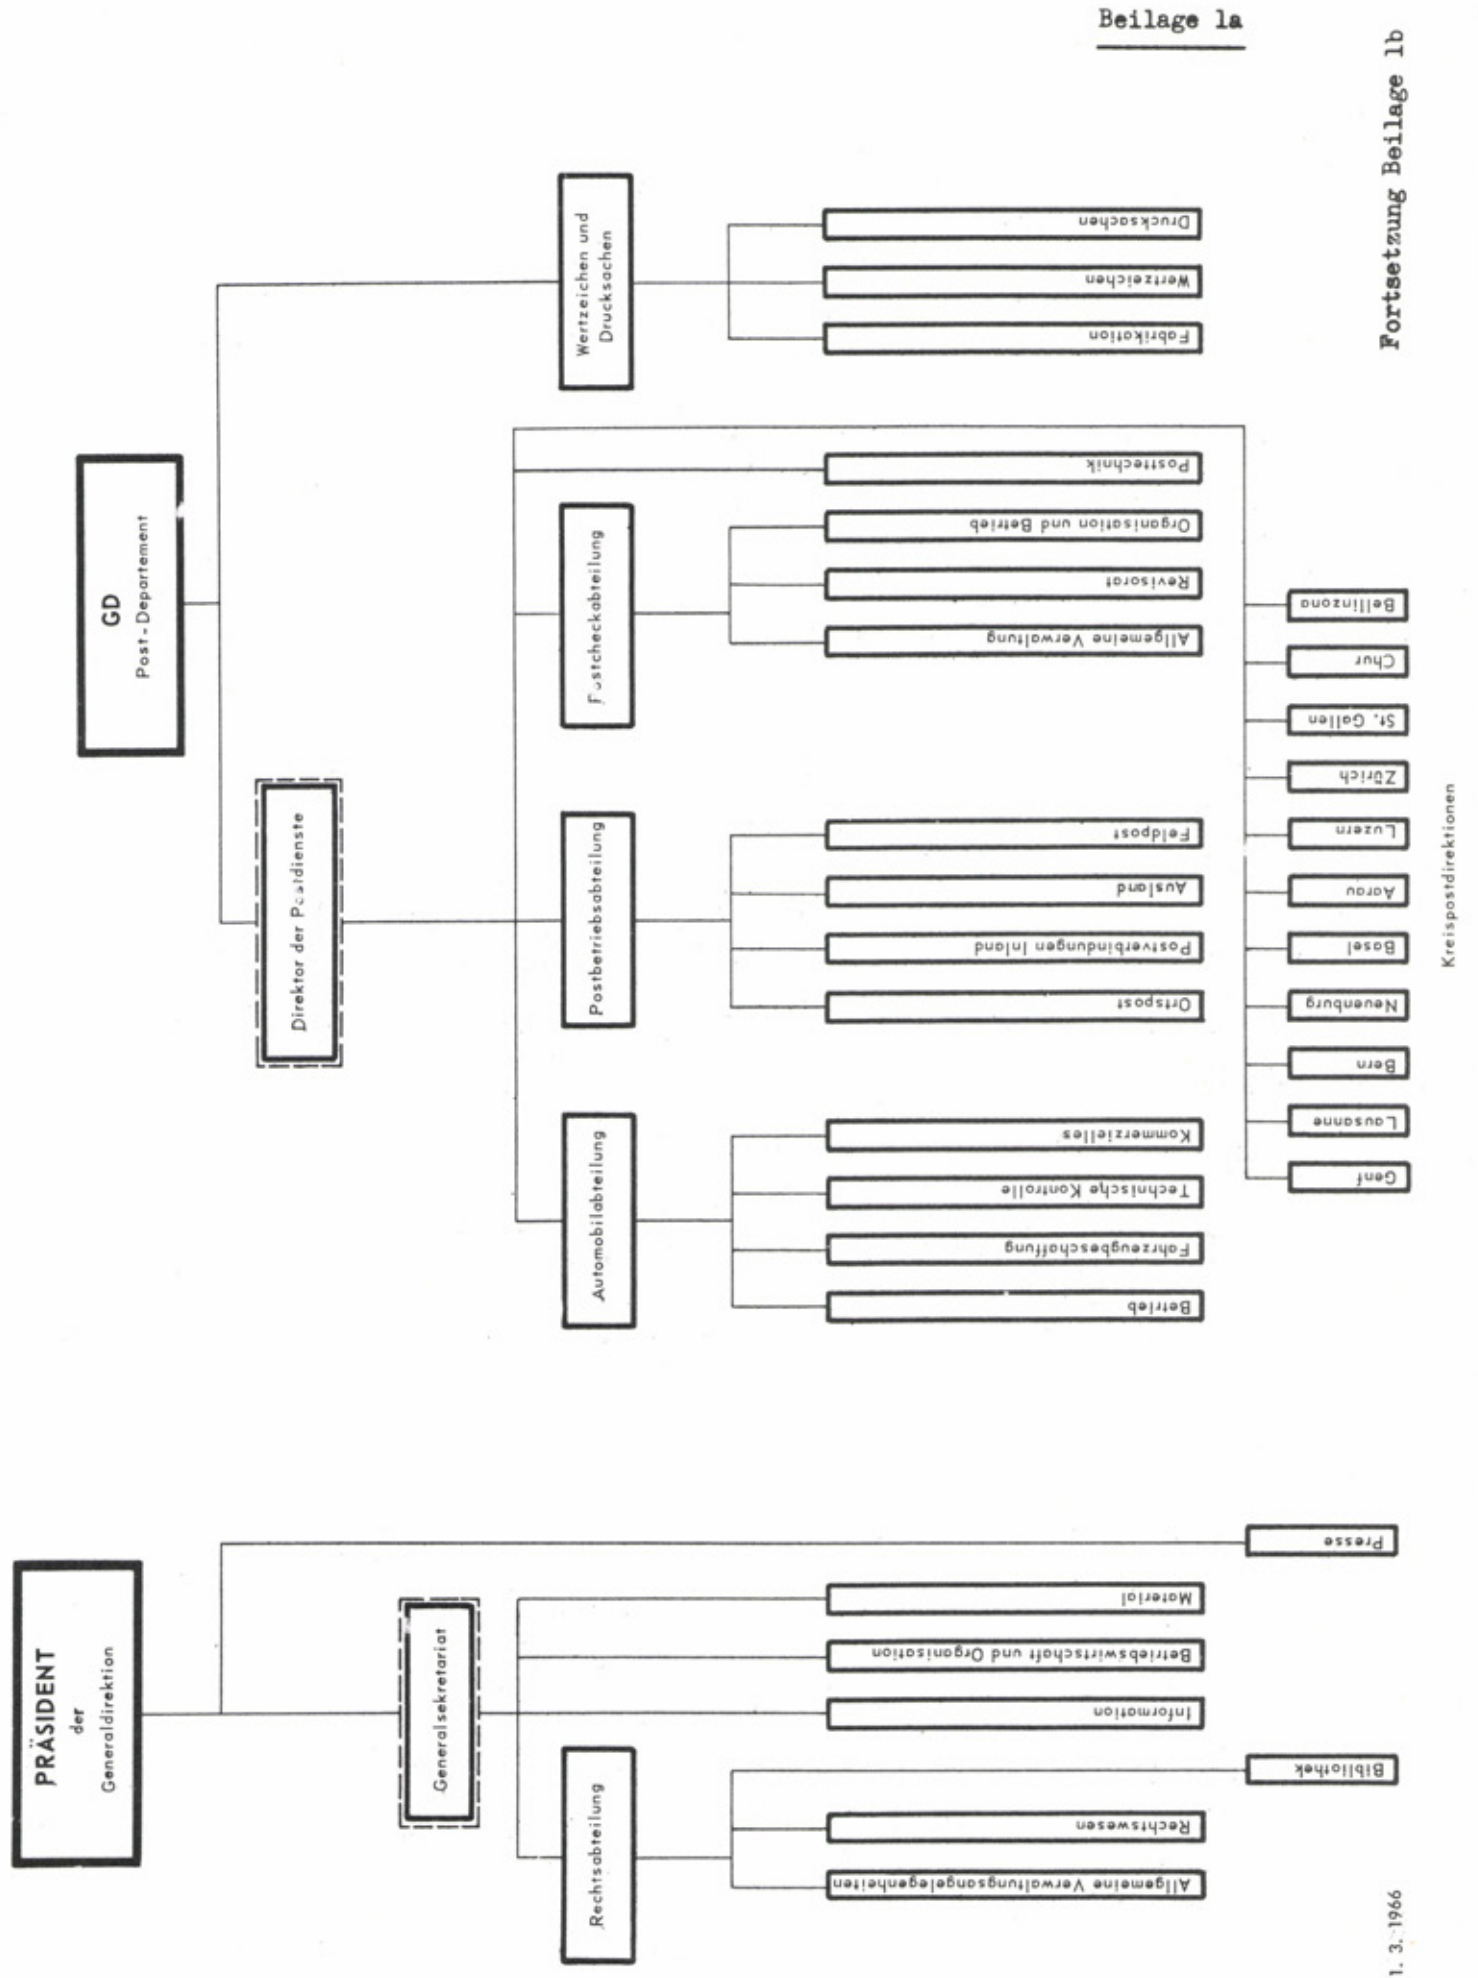 Beilage 1a
PRÄSIDENT
der
Generaldirektion
Generalsekretariat
Rechtsabteilung
Allgemeine Verwaltungsangelegenheiten
Rechtswesen
Bibliothek
Information
Betriebswirtschaft und Organisation
Material
Presse
GD
Post-Departement
Direktor der Postdienste
Automobilabteilung
Betrieb
Fahrzeugbeschaffung
Technische Kontrolle
Kommerzielles
Postbetriebsabteilung
Ortspost
Postverbindungen Inland
Ausland
Feldpost
Postcheckabteilung
Allgemeine Verwaltung
Revisorat
Organisation und Betrieb
Posttechnik
Wertzeichen und
Drucksachen
Fabrikation
Wertzeichen
Drucksachen
Genf
Lausanne
Bern
Neuenburg
Basel
Aarau
Luzern
Zürich
St. Gallen
Chur
Bellinzona
Kreispostdirektionen
1. 3. 1966
Fortsetzung Beilage 1b